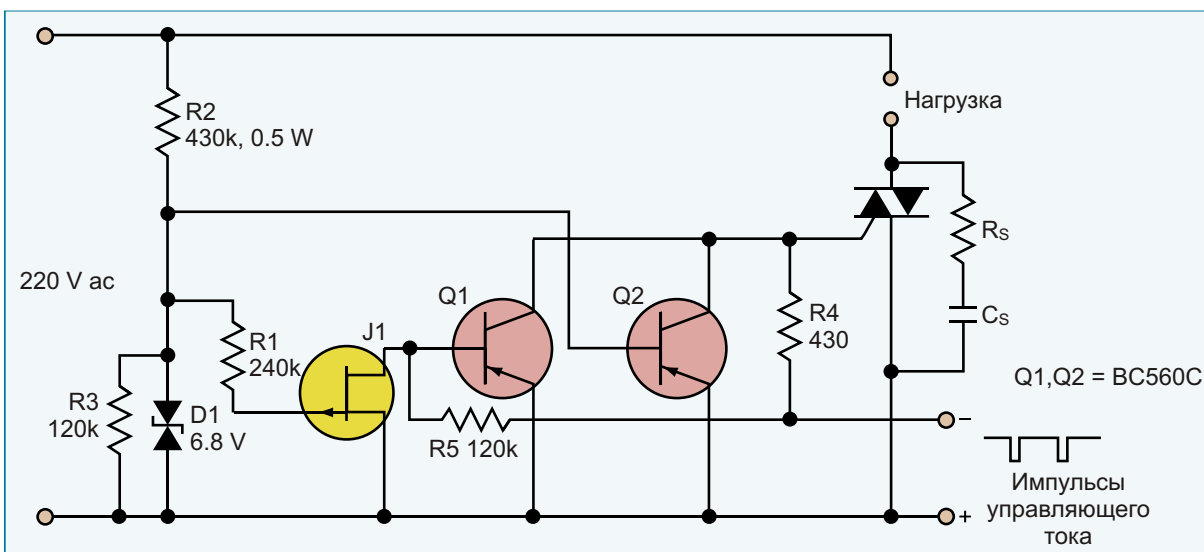 R2
430k, 0.5 W
Нагрузка
220 V ac
R1
240k
J1
Q1
Q2
R4
430
RS
CS
Q1,Q2 = BC560C
R3
120k
D1
6.8 V
R5 120k
–
+
Импульсы
управляющего
тока